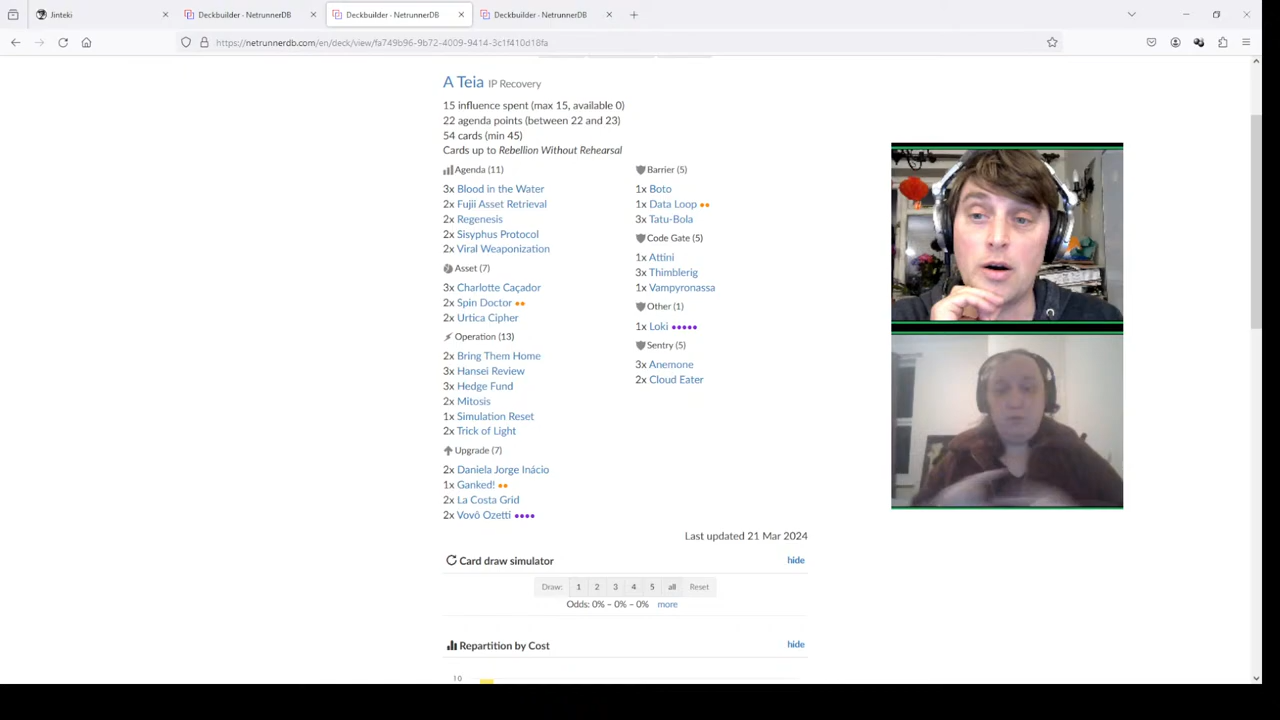 Jinteki
Deckbuilder · NetrunnerDB
Deckbuilder · NetrunnerDB
Deckbuilder · NetrunnerDB
https://netrunnerdb.com/en/deck/view/fa749b96-9b72-4009-9414-3c1f410d18fa
A Teia IP Recovery
15 influence spent (max 15, available 0)
22 agenda points (between 22 and 23)
54 cards (min 45)
Cards up to Rebellion Without Rehearsal
Agenda (11)
3x Blood in the Water
2x Fujii Asset Retrieval
2x Regenesis
2x Sisyphus Protocol
2x Viral Weaponization
Asset (7)
3x Charlotte Caçador
2x Spin Doctor ●●
2x Urtica Cipher
Operation (13)
2x Bring Them Home
3x Hansei Review
3x Hedge Fund
2x Mitosis
1x Simulation Reset
2x Trick of Light
Upgrade (7)
2x Daniela Jorge Inácio
1x Ganked! ●●
2x La Costa Grid
2x Vovô Ozetti ●●●●
Barrier (5)
1x Boto
1x Data Loop ●●
3x Tatu-Bola
Code Gate (5)
1x Attini
3x Thimblerig
1x Vampyronassa
Other (1)
1x Loki ●●●●●
Sentry (5)
3x Anemone
2x Cloud Eater
Last updated 21 Mar 2024
Card draw simulator hide
Draw: 1 2 3 4 5 all Reset
Odds: 0% – 0% – 0% more
Repartition by Cost hide
10